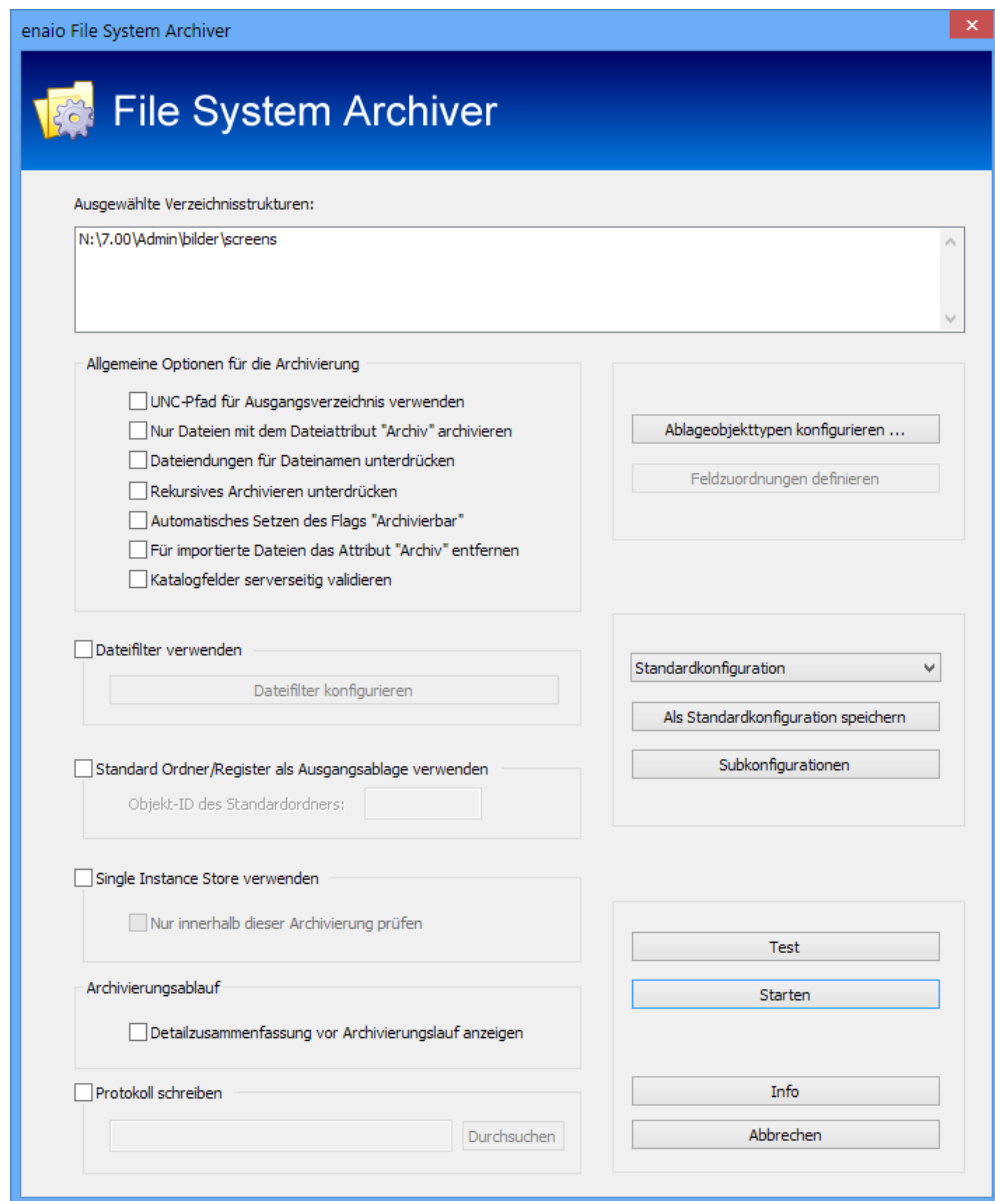 enaio File System Archiver
File System Archiver
Ausgewählte Verzeichnisstrukturen:
N:\7.00\Admin\bilder\screens
Allgemeine Optionen für die Archivierung
UNC-Pfad für Ausgangsverzeichnis verwenden
Nur Dateien mit dem Dateiattribut "Archiv" archivieren
Dateiendungen für Dateinamen unterdrücken
Rekursives Archivieren unterdrücken
Automatisches Setzen des Flags "Archivierbar"
Für importierte Dateien das Attribut "Archiv" entfernen
Katalogfelder serverseitig validieren
Ablageobjekttypen konfigurieren ...
Feldzuordnungen definieren
Dateifilter verwenden
Dateifilter konfigurieren
Standard Ordner/Register als Ausgangsablage verwenden
Objekt-ID des Standardordners:
Standardkonfiguration
Als Standardkonfiguration speichern
Subkonfigurationen
Single Instance Store verwenden
Nur innerhalb dieser Archivierung prüfen
Archivierungsablauf
Detailzusammenfassung vor Archivierungslauf anzeigen
Protokoll schreiben
Durchsuchen
Test
Starten
Info
Abbrechen